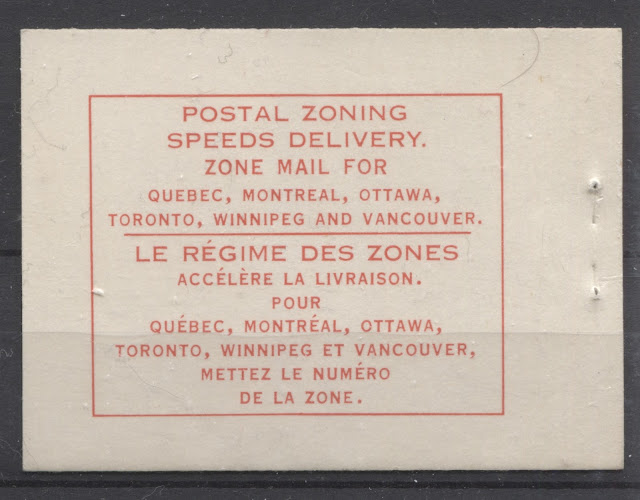 POSTAL ZONING
SPEEDS DELIVERY.
ZONE MAIL FOR
QUEBEC, MONTREAL, OTTAWA,
TORONTO, WINNIPEG AND VANCOUVER.
LE RÉGIME DES ZONES
ACCÉLÈRE LA LIVRAISON.
POUR
QUÉBEC, MONTRÉAL, OTTAWA,
TORONTO, WINNIPEG ET VANCOUVER,
METTEZ LE NUMÉRO
DE LA ZONE.